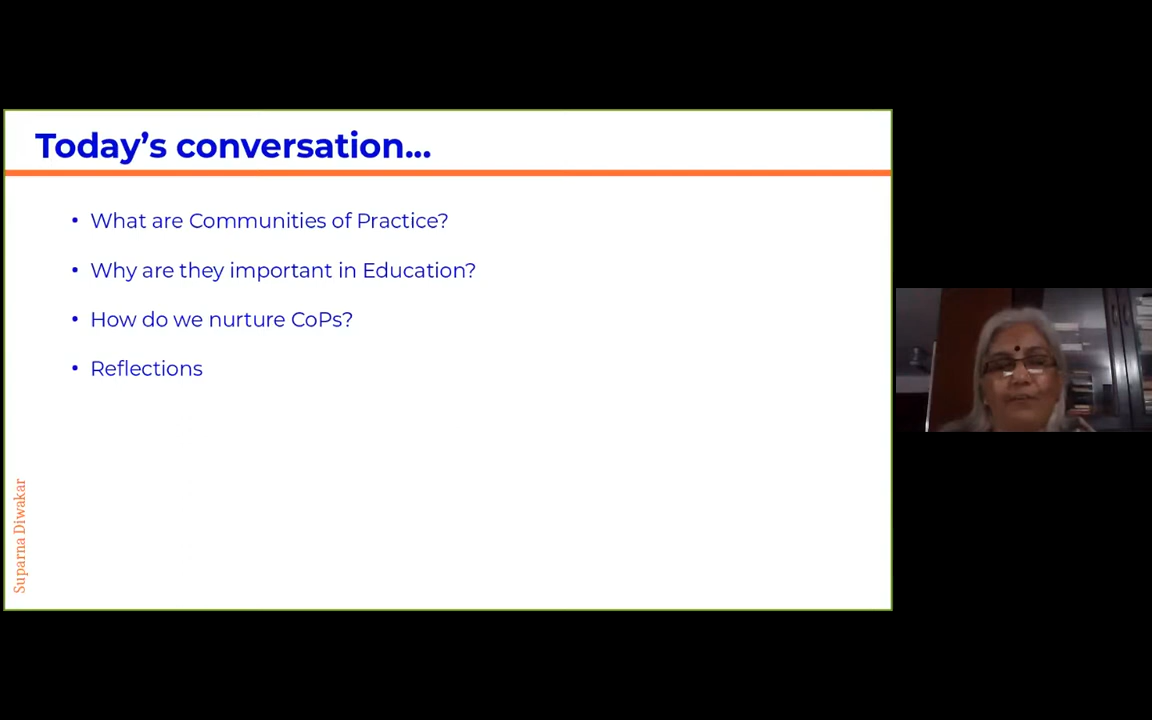 Today’s conversation...
• What are Communities of Practice?
• Why are they important in Education?
• How do we nurture CoPs?
• Reflections
Suparna Diwakar